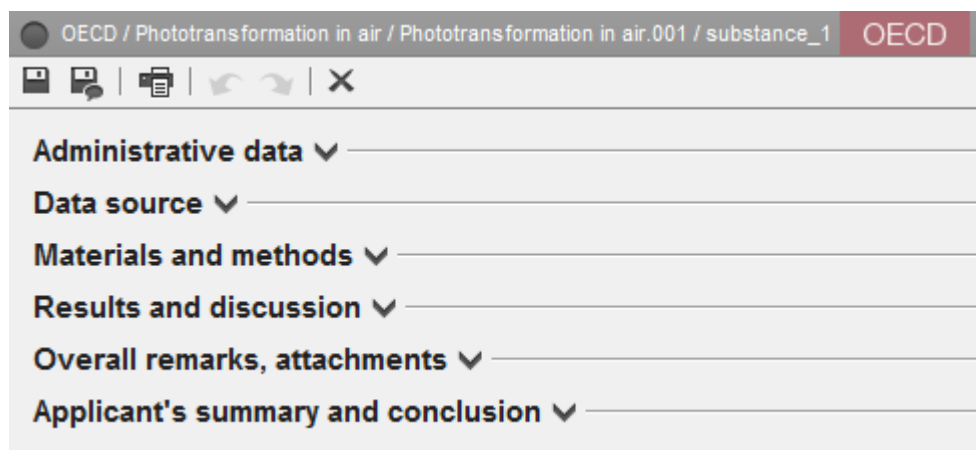 OECD / Phototransformation in air / Phototransformation in air.001 / substance_1 OECD
Administrative data
Data source
Materials and methods
Results and discussion
Overall remarks, attachments
Applicant's summary and conclusion